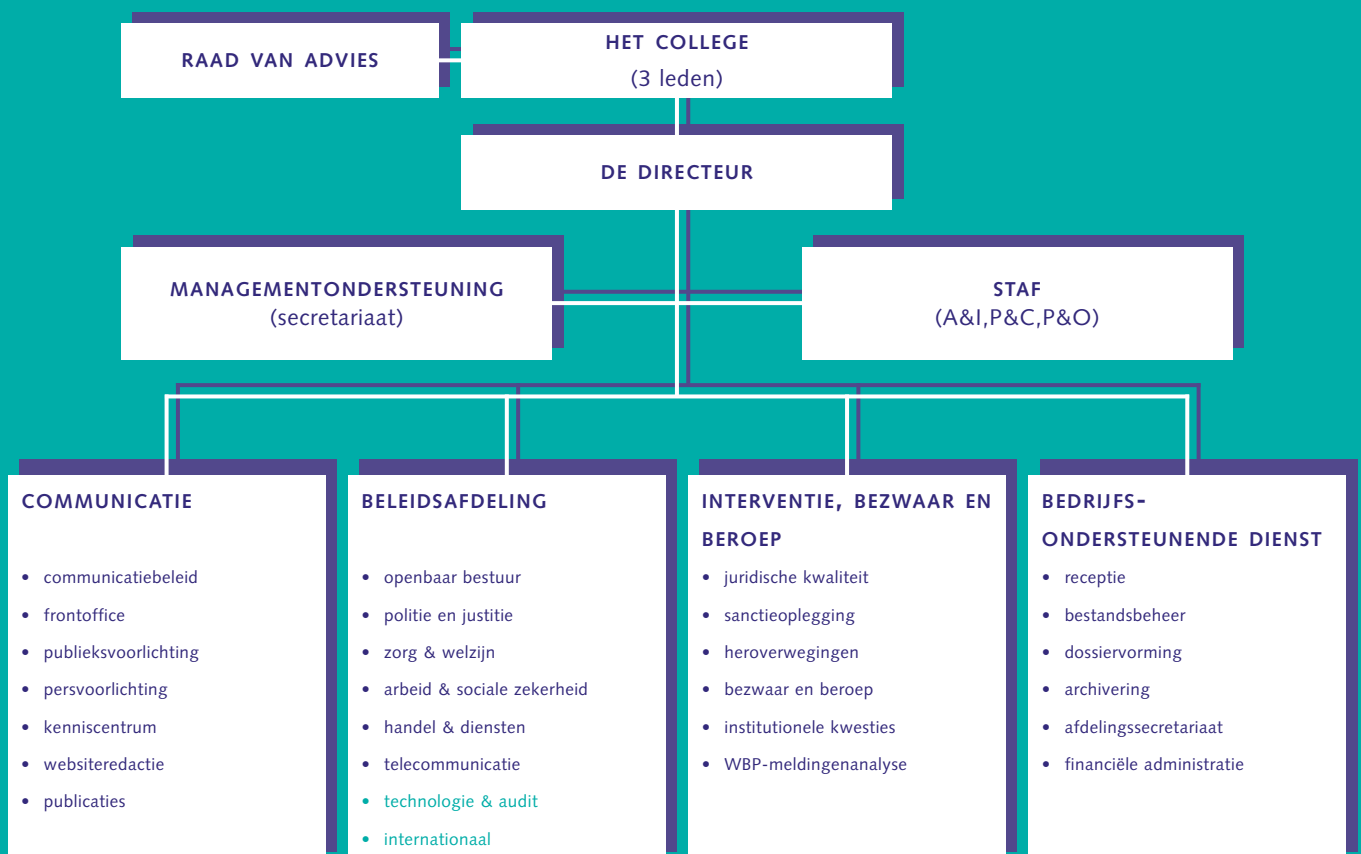 RAAD VAN ADVIES
HET COLLEGE
(3 leden)
DE DIRECTEUR
MANAGEMENTONDERSTEUNING
(secretariaat)
STAF
(A&I,P&C,P&O)
COMMUNICATIE
• communicatiebeleid
• frontoffice
• publieksvoorlichting
• persvoorlichting
• kenniscentrum
• websiteredactie
• publicaties
BELEIDSAFDELING
• openbaar bestuur
• politie en justitie
• zorg & welzijn
• arbeid & sociale zekerheid
• handel & diensten
• telecommunicatie
• technologie & audit
• internationaal
INTERVENTIE, BEZWAAR EN
BEROEP
• juridische kwaliteit
• sanctieoplegging
• heroverwegingen
• bezwaar en beroep
• institutionele kwesties
• WBP-meldingenanalyse
BEDRIJFS-
ONDERSTEUNENDE DIENST
• receptie
• bestandsbeheer
• dossiervorming
• archivering
• afdelingssecretariaat
• financiële administratie